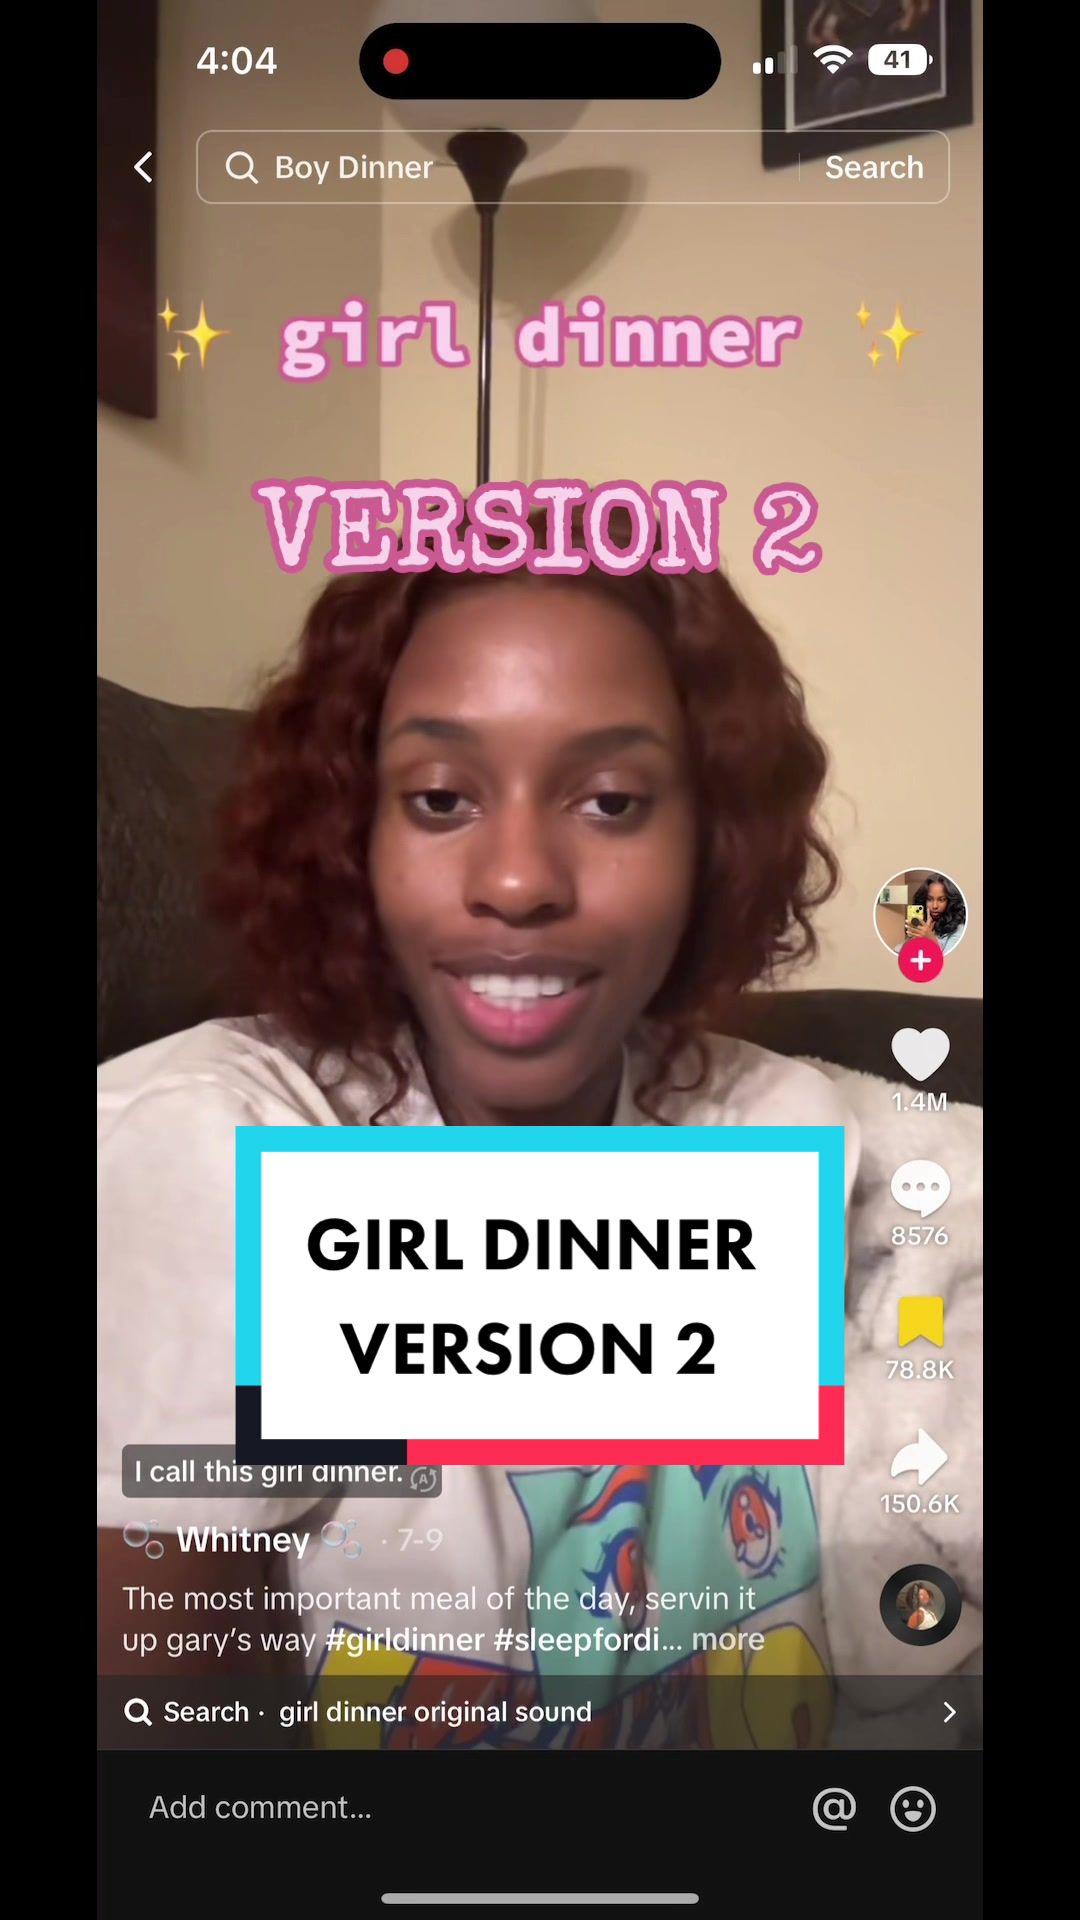 4:04
41
Boy Dinner
Search
✨ girl dinner ✨
VERSION 2
1.4M
8576
GIRL DINNER
VERSION 2
78.8K
I call this girl dinner.
150.6K
🫧 Whitney 🫧 · 7-9
The most important meal of the day, servin it
up gary’s way #girldinner #sleepfordi... more
Search · girl dinner original sound
Add comment...
@